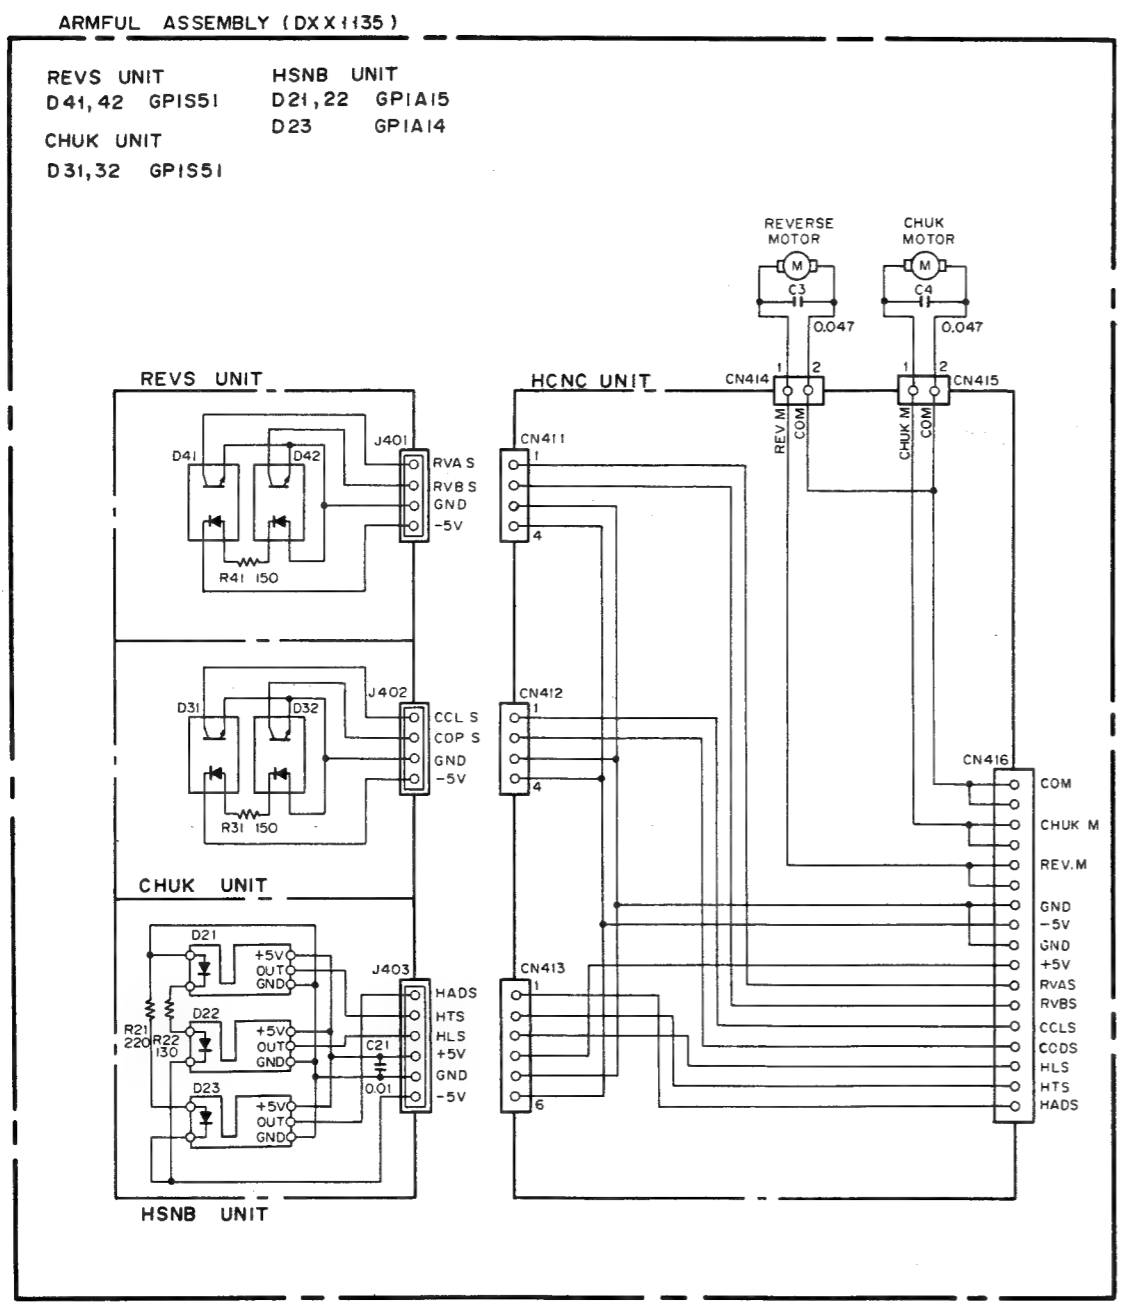 ARMFUL ASSEMBLY (DXX1135)
REVS UNIT
D41,42 GP1S51
CHUK UNIT
D31,32 GP1S51
HSNB UNIT
D21,22 GP1A15
D23 GP1A14
REVERSE
MOTOR
M
C3
0.047
CHUK
MOTOR
M
C4
0.047
REVS UNIT
D41
D42
R41 150
J401
RVAS
RVBS
GND
-5V
D31
D32
R31 150
J402
CCLS
COPS
GND
-5V
CHUK UNIT
D21
+5V
OUT
GND
R21
220
R22
130
D22
+5V
OUT
GND
D23
+5V
OUT
GND
C21
0.01
J403
HADS
HTS
HLS
+5V
GND
-5V
HSNB UNIT
HCNC UNIT
CN411
1
4
CN412
1
4
CN413
1
6
CN414
1
2
REV.M
COM
CN415
1
2
CHUK M
COM
CN416
COM
CHUK M
REV.M
GND
-5V
GND
+5V
RVAS
RVBS
CCLS
CODS
HLS
HTS
HADS